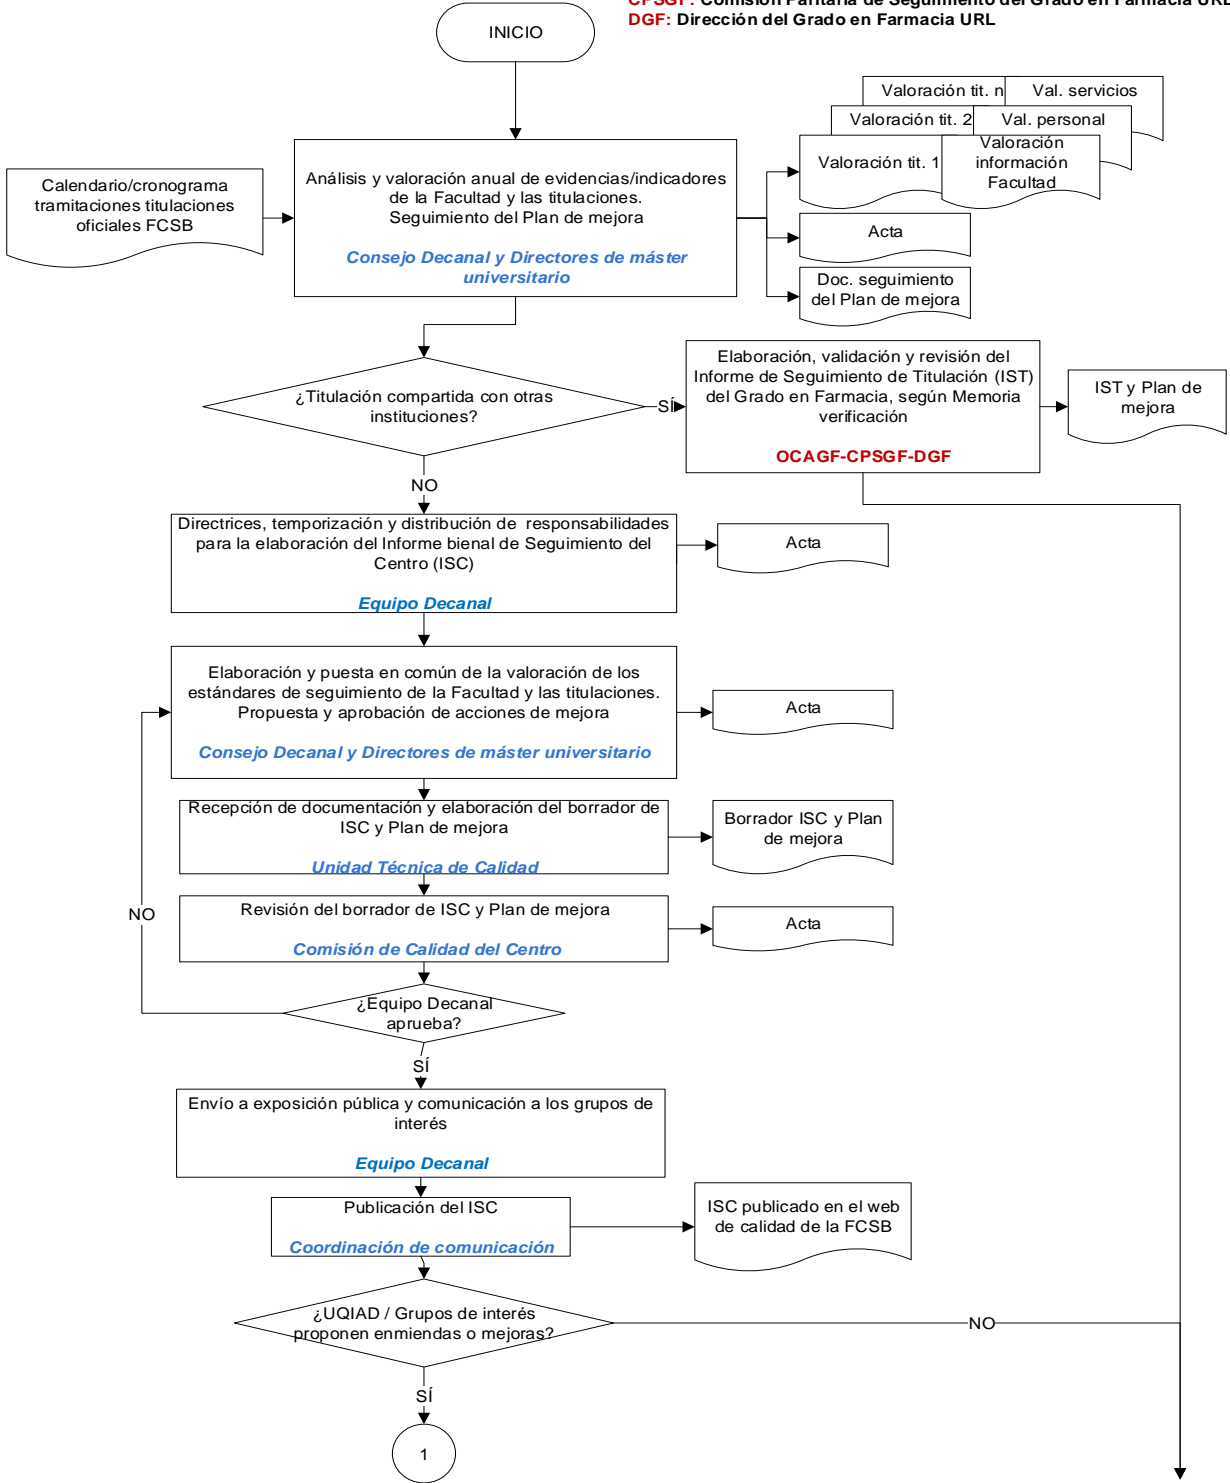 CPSGF: Comisión Paritaria de Seguimiento del Grado en Farmacia URL
DGF: Dirección del Grado en Farmacia URL
INICIO
Valoración tit. n
Val. servicios
Valoración tit. 2
Val. personal
Valoración tit. 1
Valoración
información
Facultad
Calendario/cronograma
tramitaciones titulaciones
oficiales FCSB
Análisis y valoración anual de evidencias/indicadores
de la Facultad y las titulaciones.
Seguimiento del Plan de mejora
Consejo Decanal y Directores de máster
universitario
Acta
Doc. seguimiento
del Plan de mejora
¿Titulación compartida con otras
instituciones?
SÍ
Elaboración, validación y revisión del
Informe de Seguimiento de Titulación (IST)
del Grado en Farmacia, según Memoria
verificación
OCAGF-CPSGF-DGF
IST y Plan de
mejora
NO
Directrices, temporización y distribución de responsabilidades
para la elaboración del Informe bienal de Seguimiento del
Centro (ISC)
Equipo Decanal
Acta
Elaboración y puesta en común de la valoración de los
estándares de seguimiento de la Facultad y las titulaciones.
Propuesta y aprobación de acciones de mejora
Consejo Decanal y Directores de máster universitario
Acta
Recepción de documentación y elaboración del borrador de
ISC y Plan de mejora
Unidad Técnica de Calidad
Borrador ISC y Plan
de mejora
NO
Revisión del borrador de ISC y Plan de mejora
Comisión de Calidad del Centro
Acta
¿Equipo Decanal
aprueba?
SÍ
Envío a exposición pública y comunicación a los grupos de
interés
Equipo Decanal
Publicación del ISC
Coordinación de comunicación
ISC publicado en el web
de calidad de la FCSB
¿UQIAD / Grupos de interés
proponen enmiendas o mejoras?
NO
SÍ
1